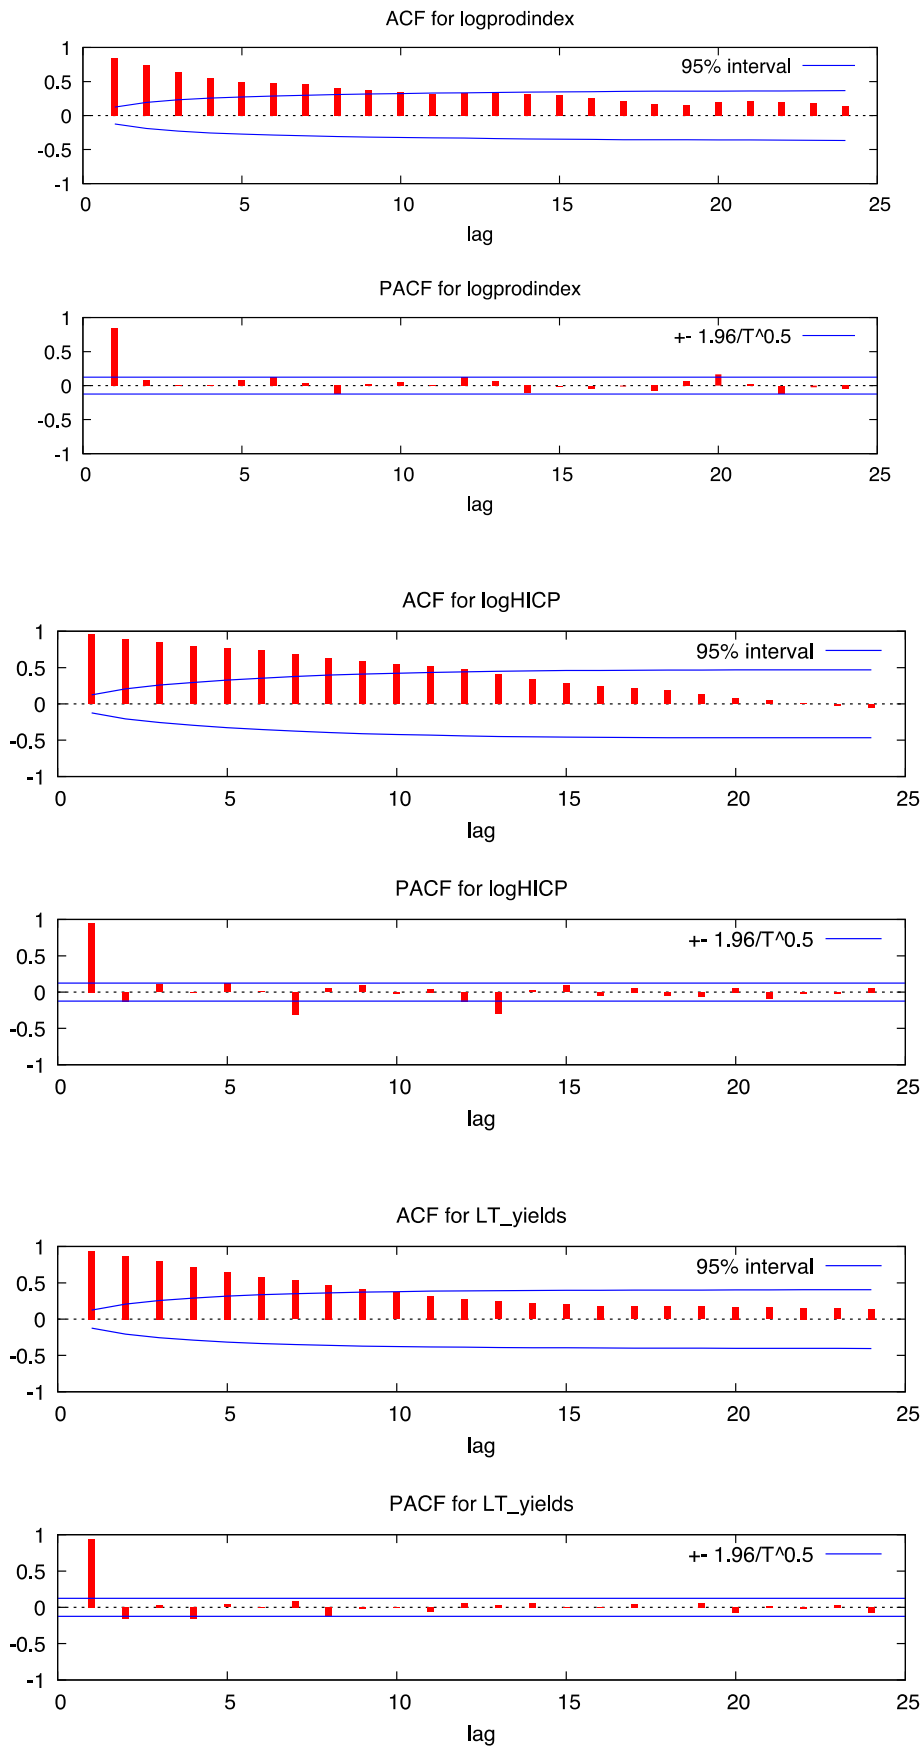 ACF for logprodindex
1
0.5
0
-0.5
-1
95% interval
0 5 10 15 20 25
lag
PACF for logprodindex
1
0.5
0
-0.5
-1
+- 1.96/T^0.5
0 5 10 15 20 25
lag
ACF for logHICP
1
0.5
0
-0.5
-1
95% interval
0 5 10 15 20 25
lag
PACF for logHICP
1
0.5
0
-0.5
-1
+- 1.96/T^0.5
0 5 10 15 20 25
lag
ACF for LT_yields
1
0.5
0
-0.5
-1
95% interval
0 5 10 15 20 25
lag
PACF for LT_yields
1
0.5
0
-0.5
-1
+- 1.96/T^0.5
0 5 10 15 20 25
lag